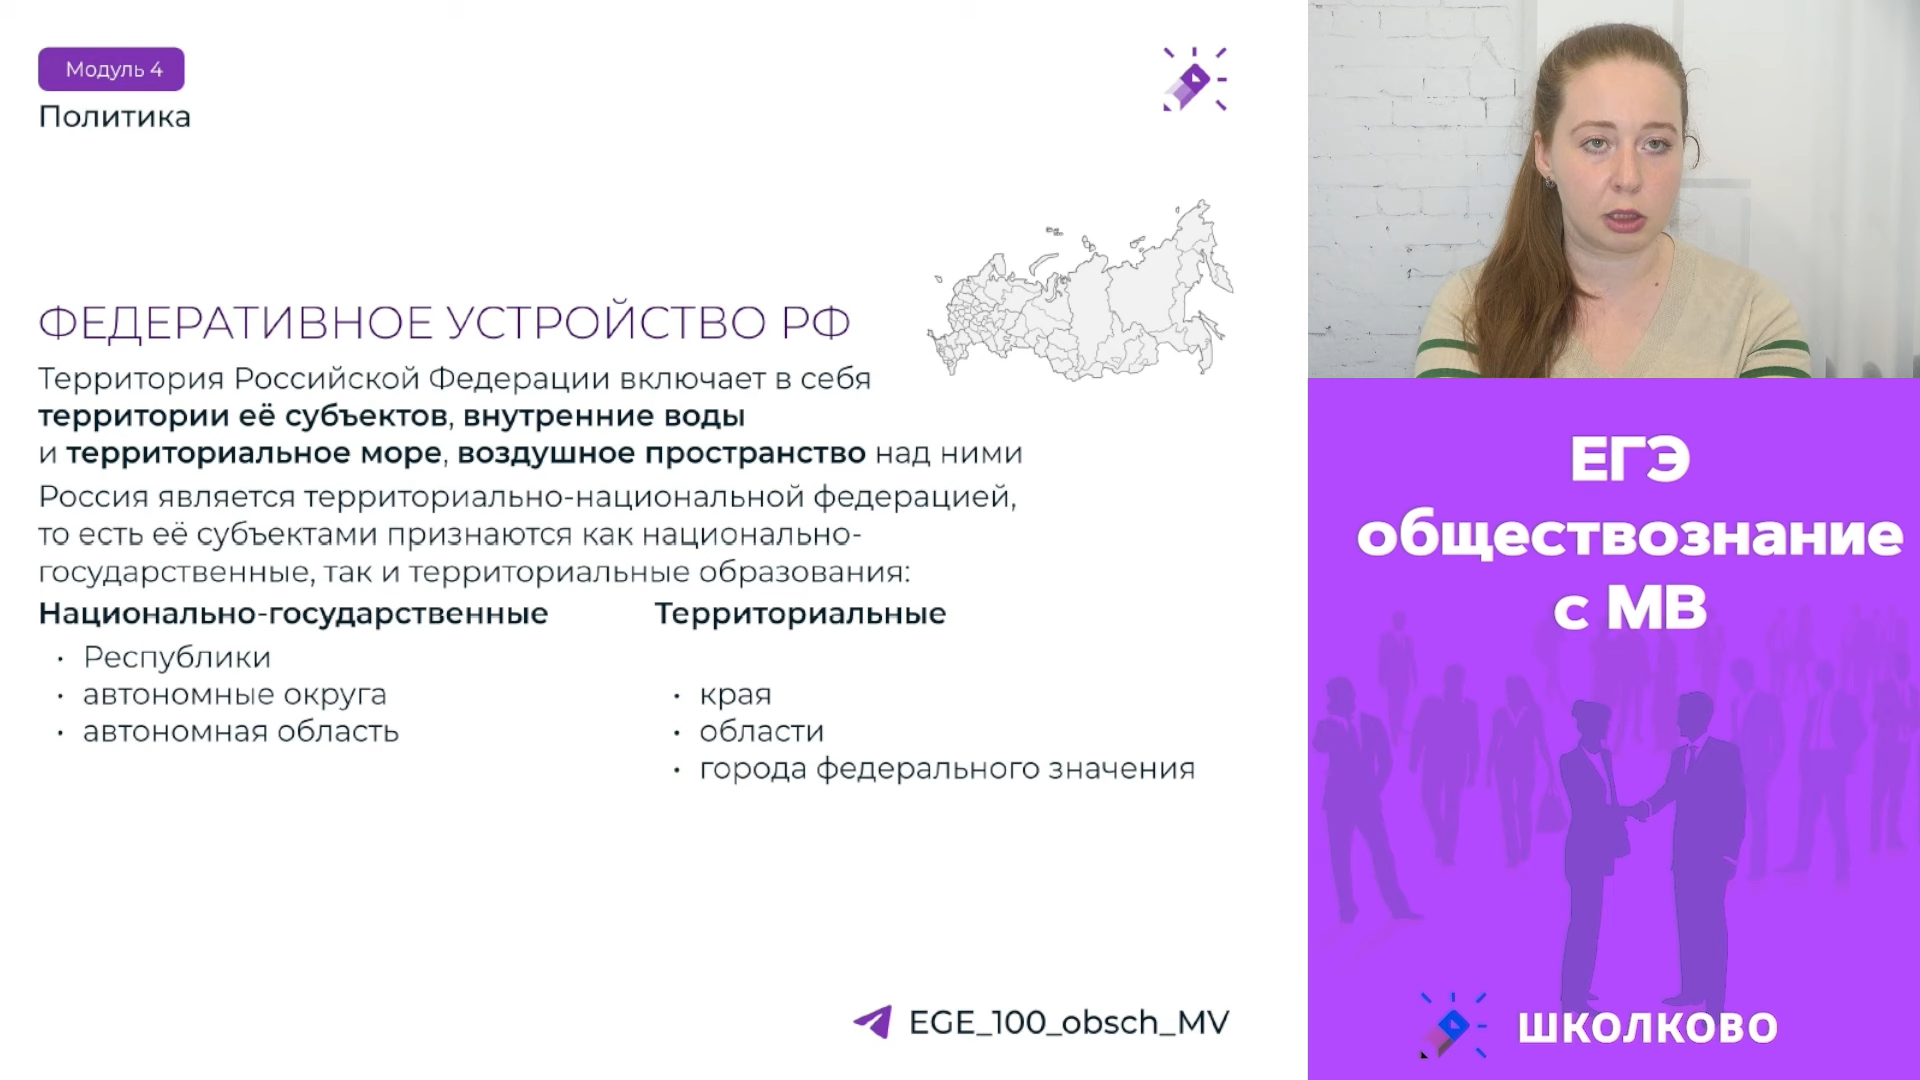 Модуль 4
Политика
ФЕДЕРАТИВНОЕ УСТРОЙСТВО РФ
Территория Российской Федерации включает в себя
территории её субъектов, внутренние воды
и территориальное море, воздушное пространство над ними
Россия является территориально-национальной федерацией,
то есть её субъектами признаются как национально-
государственные, так и территориальные образования:
Национально-государственные
• Республики
• автономные округа
• автономная область
Территориальные
• края
• области
• города федерального значения
EGE_100_obsch_MV
ЕГЭ
обществознание
с МВ
ШКОЛКОВО